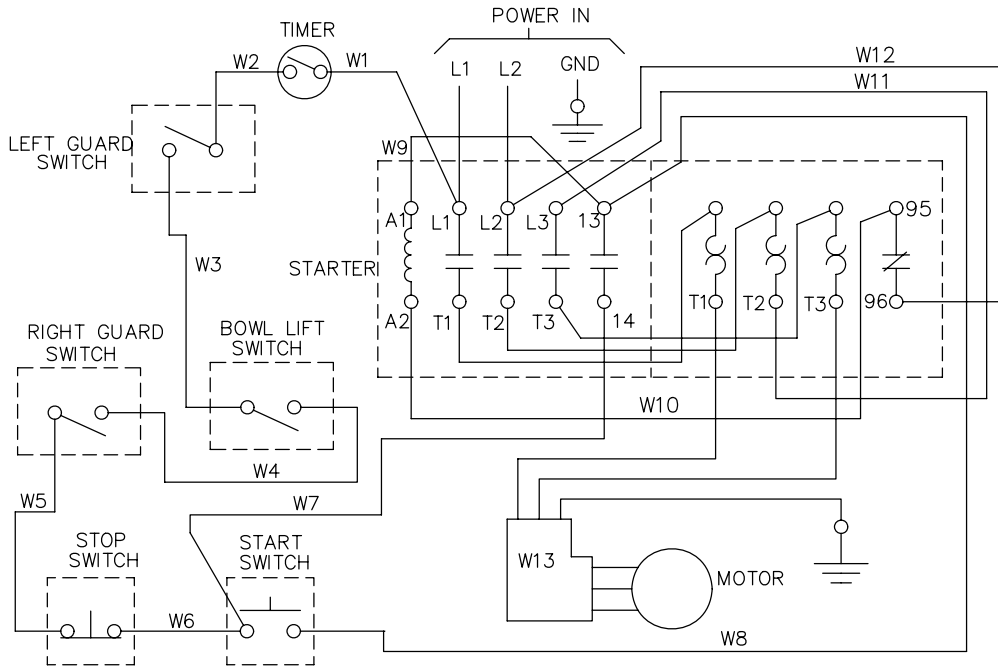 POWER IN
TIMER
W2
W1
L1
L2
GND
W12
W11
LEFT GUARD
SWITCH
W9
A1
L1
L2
L3
13
95
W3
STARTER
A2
T1
T2
T3
14
T1
T2
T3
96
RIGHT GUARD
SWITCH
BOWL LIFT
SWITCH
W10
W4
W5
W7
STOP
SWITCH
START
SWITCH
W13
MOTOR
W6
W8